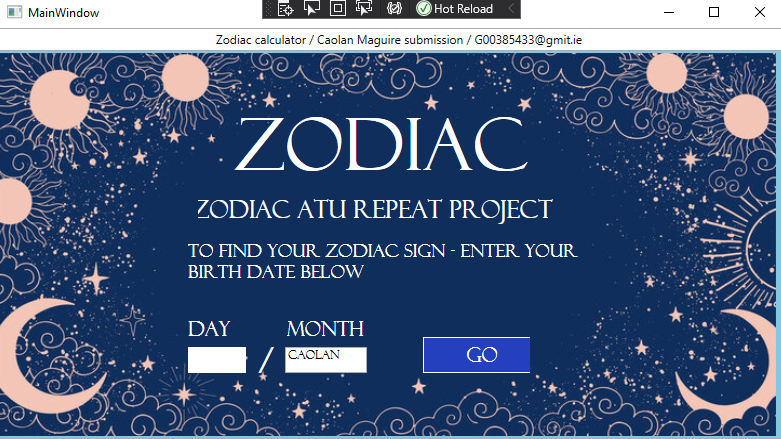 MainWindow
Hot Reload
Zodiac calculator / Caolan Maguire submission / G00385433@gmit.ie
ZODIAC
ZODIAC ATU REPEAT PROJECT
TO FIND YOUR ZODIAC SIGN - ENTER YOUR
BIRTH DATE BELOW
DAY MONTH
/ CAOLAN GO